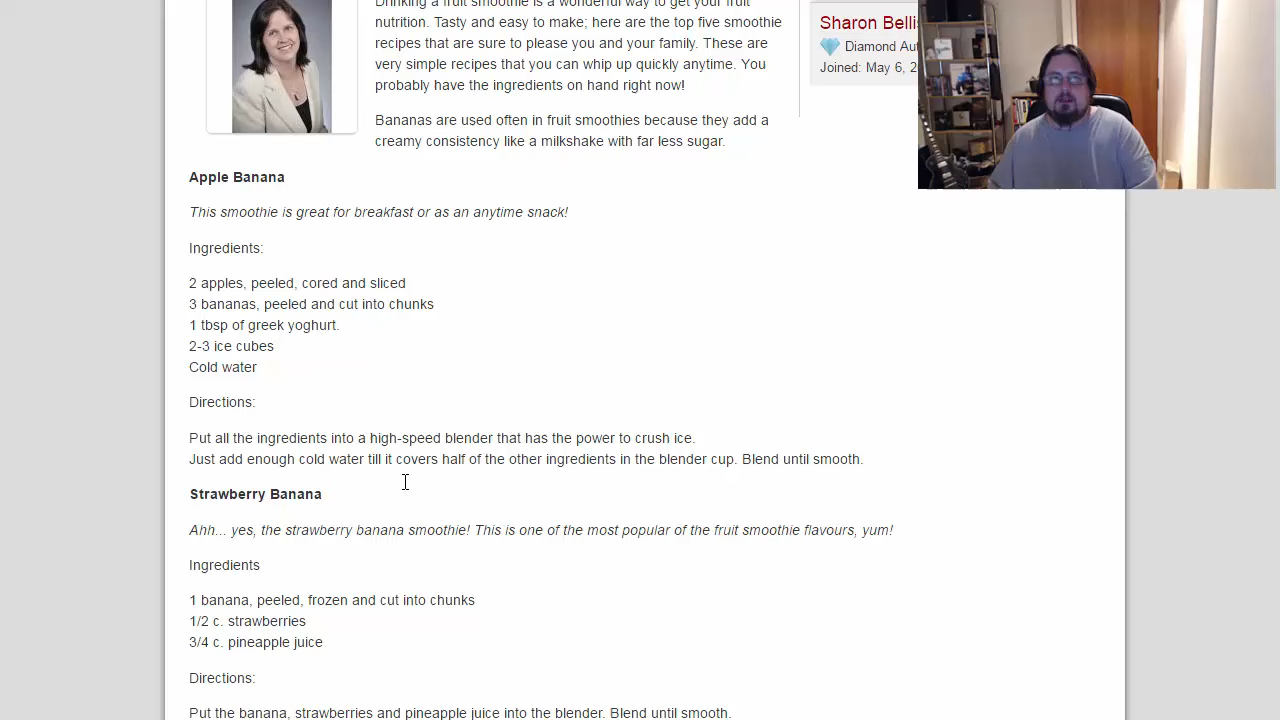 Drinking a fruit smoothie is a wonderful way to get your fruit
nutrition. Tasty and easy to make; here are the top five smoothie
recipes that are sure to please you and your family. These are
very simple recipes that you can whip up quickly anytime. You
probably have the ingredients on hand right now!
Bananas are used often in fruit smoothies because they add a
creamy consistency like a milkshake with far less sugar.
Sharon Belli
Diamond Aut
Joined: May 6, 2
Apple Banana
This smoothie is great for breakfast or as an anytime snack!
Ingredients:
2 apples, peeled, cored and sliced
3 bananas, peeled and cut into chunks
1 tbsp of greek yoghurt.
2-3 ice cubes
Cold water
Directions:
Put all the ingredients into a high-speed blender that has the power to crush ice.
Just add enough cold water till it covers half of the other ingredients in the blender cup. Blend until smooth.
Strawberry Banana
Ahh... yes, the strawberry banana smoothie! This is one of the most popular of the fruit smoothie flavours, yum!
Ingredients
1 banana, peeled, frozen and cut into chunks
1/2 c. strawberries
3/4 c. pineapple juice
Directions:
Put the banana, strawberries and pineapple juice into the blender. Blend until smooth.